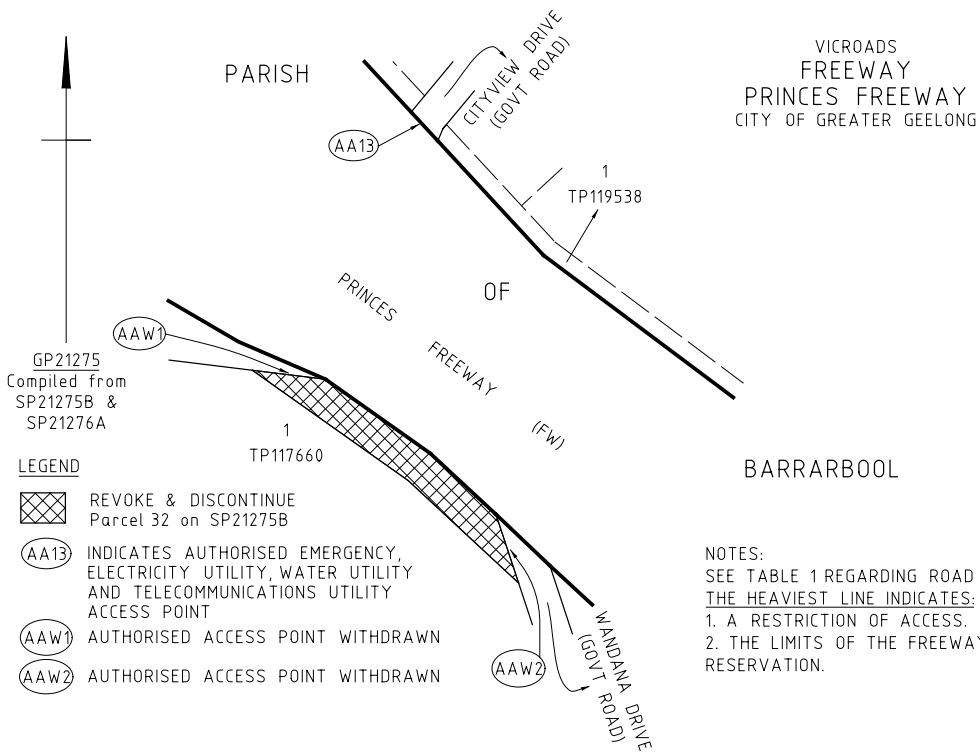 PARISH
CITYVIEW DRIVE
(GOVT ROAD)
VICROADS
FREEWAY
PRINCES FREEWAY
CITY OF GREATER GEELONG
AA13
1
TP119538
PRINCES
OF
FREEWAY
(FW)
AAW1
GP21275
Compiled from
SP21275B &
SP21276A
1
TP117660
BARRARBOOL
LEGEND
REVOKE & DISCONTINUE
Parcel 32 on SP21275B
AA13 INDICATES AUTHORISED EMERGENCY,
ELECTRICITY UTILITY, WATER UTILITY
AND TELECOMMUNICATIONS UTILITY
ACCESS POINT
AAW1 AUTHORISED ACCESS POINT WITHDRAWN
AAW2 AUTHORISED ACCESS POINT WITHDRAWN
AAW2
WANDANA DRIVE
(GOVT ROAD)
NOTES:
SEE TABLE 1 REGARDING ROAD
THE HEAVIEST LINE INDICATES:
1. A RESTRICTION OF ACCESS.
2. THE LIMITS OF THE FREEWAY
RESERVATION.